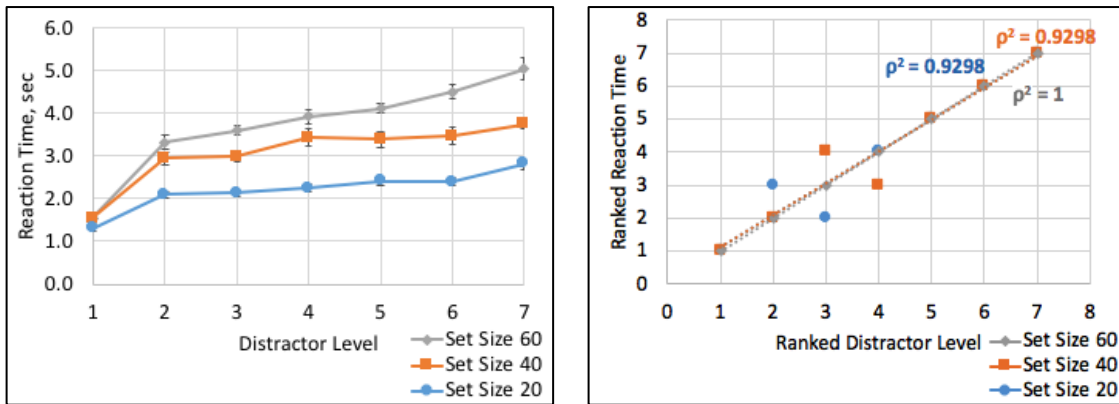 6.0
5.0
4.0
3.0
2.0
1.0
0.0
Reaction Time, sec
1 2 3 4 5 6 7
Distractor Level
Set Size 60
Set Size 40
Set Size 20
8
7
6
5
4
3
2
1
0
Ranked Reaction Time
ρ² = 0.9298
ρ² = 0.9298
ρ² = 1
0 1 2 3 4 5 6 7 8
Ranked Distractor Level
Set Size 60
Set Size 40
Set Size 20